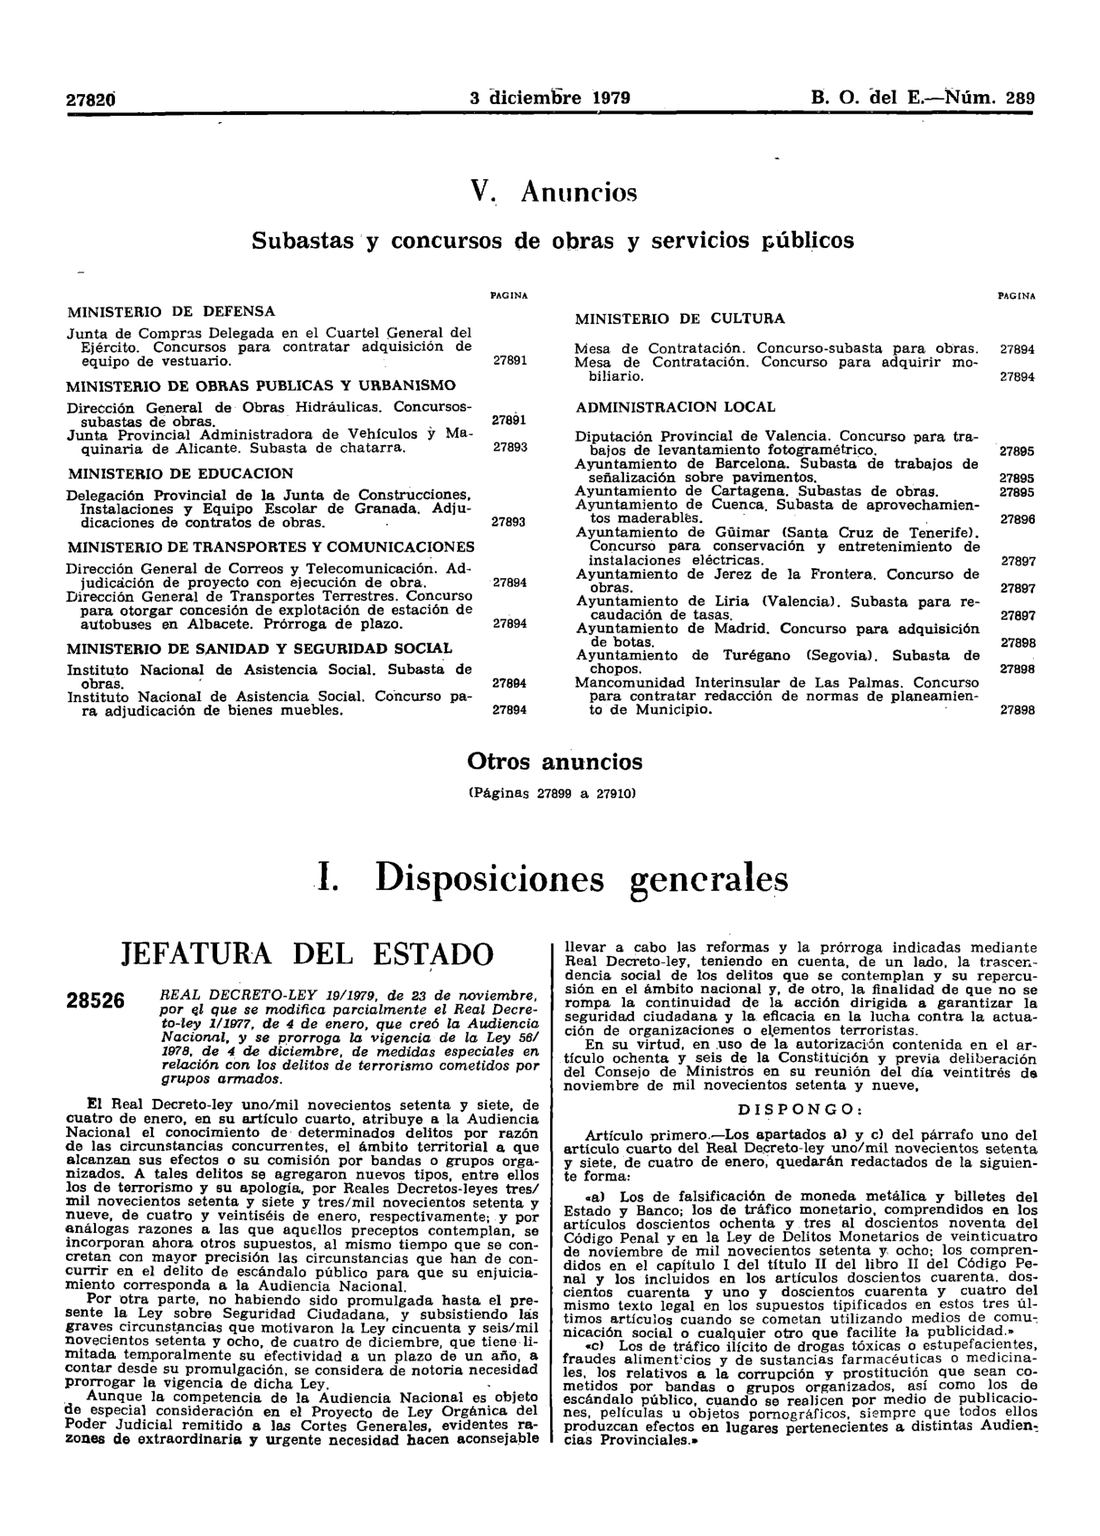 27820
3 diciembre 1979
B. O. del E.—Núm. 289
V. Anuncios
Subastas y concursos de obras y servicios públicos
PAGINA
MINISTERIO DE DEFENSA
Junta de Compras Delegada en el Cuartel General del
Ejército. Concursos para contratar adquisición de
equipo de vestuario. 27891
MINISTERIO DE OBRAS PUBLICAS Y URBANISMO
Dirección General de Obras Hidráulicas. Concursos-
subastas de obras. 27891
Junta Provincial Administradora de Vehículos y Ma-
quinaria de Alicante. Subasta de chatarra. 27893
MINISTERIO DE EDUCACION
Delegación Provincial de la Junta de Construcciones,
Instalaciones y Equipo Escolar de Granada. Adju-
dicaciones de contratos de obras. 27893
MINISTERIO DE TRANSPORTES Y COMUNICACIONES
Dirección General de Correos y Telecomunicación. Ad-
judicación de proyecto con ejecución de obra. 27894
Dirección General de Transportes Terrestres. Concurso
para otorgar concesión de explotación de estación de
autobuses en Albacete. Prórroga de plazo. 27894
MINISTERIO DE SANIDAD Y SEGURIDAD SOCIAL
Instituto Nacional de Asistencia Social. Subasta de
obras. 27894
Instituto Nacional de Asistencia Social. Concurso pa-
ra adjudicación de bienes muebles. 27894
PAGINA
MINISTERIO DE CULTURA
Mesa de Contratación. Concurso-subasta para obras. 27894
Mesa de Contratación. Concurso para adquirir mo-
biliario. 27894
ADMINISTRACION LOCAL
Diputación Provincial de Valencia. Concurso para tra-
bajos de levantamiento fotogramétrico. 27895
Ayuntamiento de Barcelona. Subasta de trabajos de
señalización sobre pavimentos. 27895
Ayuntamiento de Cartagena. Subastas de obras. 27895
Ayuntamiento de Cuenca. Subasta de aprovechamien-
tos maderables. 27896
Ayuntamiento de Güimar (Santa Cruz de Tenerife).
Concurso para conservación y entretenimiento de
instalaciones eléctricas. 27897
Ayuntamiento de Jerez de la Frontera. Concurso de
obras. 27897
Ayuntamiento de Liria (Valencia). Subasta para re-
caudación de tasas. 27897
Ayuntamiento de Madrid. Concurso para adquisición
de botas. 27898
Ayuntamiento de Turégano (Segovia). Subasta de
chopos. 27898
Mancomunidad Interinsular de Las Palmas. Concurso
para contratar redacción de normas de planeamien-
to de Municipio. 27898
Otros anuncios
(Páginas 27899 a 27910)
I. Disposiciones generales
JEFATURA DEL ESTADO
28526
REAL DECRETO-LEY 19/1979, de 23 de noviembre,
por el que se modifica parcialmente el Real Decre-
to-ley 1/1977, de 4 de enero, que creó la Audiencia
Nacional, y se prorroga la vigencia de la Ley 56/
1978, de 4 de diciembre, de medidas especiales en
relación con los delitos de terrorismo cometidos por
grupos armados.
El Real Decreto-ley uno/mil novecientos setenta y siete, de
cuatro de enero, en su artículo cuarto, atribuye a la Audiencia
Nacional el conocimiento de determinados delitos por razón
de las circunstancias concurrentes, el ámbito territorial a que
alcanzan sus efectos o su comisión por bandas o grupos orga-
nizados. A tales delitos se agregaron nuevos tipos, entre ellos
los de terrorismo y su apología, por Reales Decretos-leyes tres/
mil novecientos setenta y siete y tres/mil novecientos setenta y
nueve, de cuatro y veintiséis de enero, respectivamente; y por
análogas razones a las que aquellos preceptos contemplan, se
incorporan ahora otros supuestos, al mismo tiempo que se con-
cretan con mayor precisión las circunstancias que han de con-
currir en el delito de escándalo público para que su enjuicia-
miento corresponda a la Audiencia Nacional.
Por otra parte, no habiendo sido promulgada hasta el pre-
sente la Ley sobre Seguridad Ciudadana, y subsistiendo las
graves circunstancias que motivaron la Ley cincuenta y seis/mil
novecientos setenta y ocho, de cuatro de diciembre, que tiene li-
mitada temporalmente su efectividad a un plazo de un año, a
contar desde su promulgación, se considera de notoria necesidad
prorrogar la vigencia de dicha Ley.
Aunque la competencia de la Audiencia Nacional es objeto
de especial consideración en el Proyecto de Ley Orgánica del
Poder Judicial remitido a las Cortes Generales, evidentes ra-
zones de extraordinaria y urgente necesidad hacen aconsejable
llevar a cabo las reformas y la prórroga indicadas mediante
Real Decreto-ley, teniendo en cuenta, de un lado, la trascen-
dencia social de los delitos que se contemplan y su repercu-
sión en el ámbito nacional y, de otro, la finalidad de que no se
rompa la continuidad de la acción dirigida a garantizar la
seguridad ciudadana y la eficacia en la lucha contra la actua-
ción de organizaciones o elementos terroristas.
En su virtud, en uso de la autorización contenida en el ar-
tículo ochenta y seis de la Constitución y previa deliberación
del Consejo de Ministros en su reunión del día veintitrés de
noviembre de mil novecientos setenta y nueve,
DISPONGO:
Artículo primero.—Los apartados a) y c) del párrafo uno del
artículo cuarto del Real Decreto-ley uno/mil novecientos setenta
y siete, de cuatro de enero, quedarán redactados de la siguien-
te forma:
«a) Los de falsificación de moneda metálica y billetes del
Estado y Banco; los de tráfico monetario, comprendidos en los
artículos doscientos ochenta y tres al doscientos noventa del
Código Penal y en la Ley de Delitos Monetarios de veinticuatro
de noviembre de mil novecientos setenta y ocho; los compren-
didos en el capítulo I del título II del libro II del Código Pe-
nal y los incluidos en los artículos doscientos cuarenta, dos-
cientos cuarenta y uno y doscientos cuarenta y cuatro del
mismo texto legal en los supuestos tipificados en estos tres úl-
timos artículos cuando se cometan utilizando medios de comu-
nicación social o cualquier otro que facilite la publicidad.»
«c) Los de tráfico ilícito de drogas tóxicas o estupefacientes,
fraudes alimenticios y de sustancias farmacéuticas o medicina-
les, los relativos a la corrupción y prostitución que sean co-
metidos por bandas o grupos organizados, así como los de
escándalo público, cuando se realicen por medio de publicacio-
nes, películas u objetos pornográficos, siempre que todos ellos
produzcan efectos en lugares pertenecientes a distintas Audien-
cias Provinciales.»